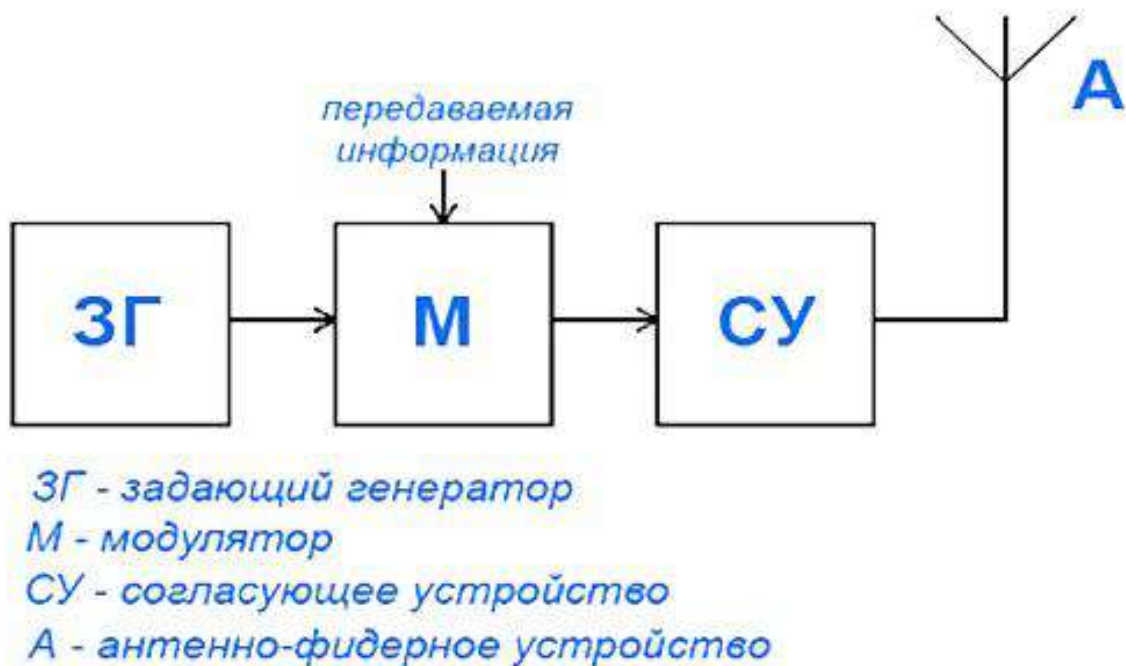 А
передаваемая
информация
ЗГ
М
СУ
ЗГ - задающий генератор
М - модулятор
СУ - согласующее устройство
А - антенно-фидерное устройство